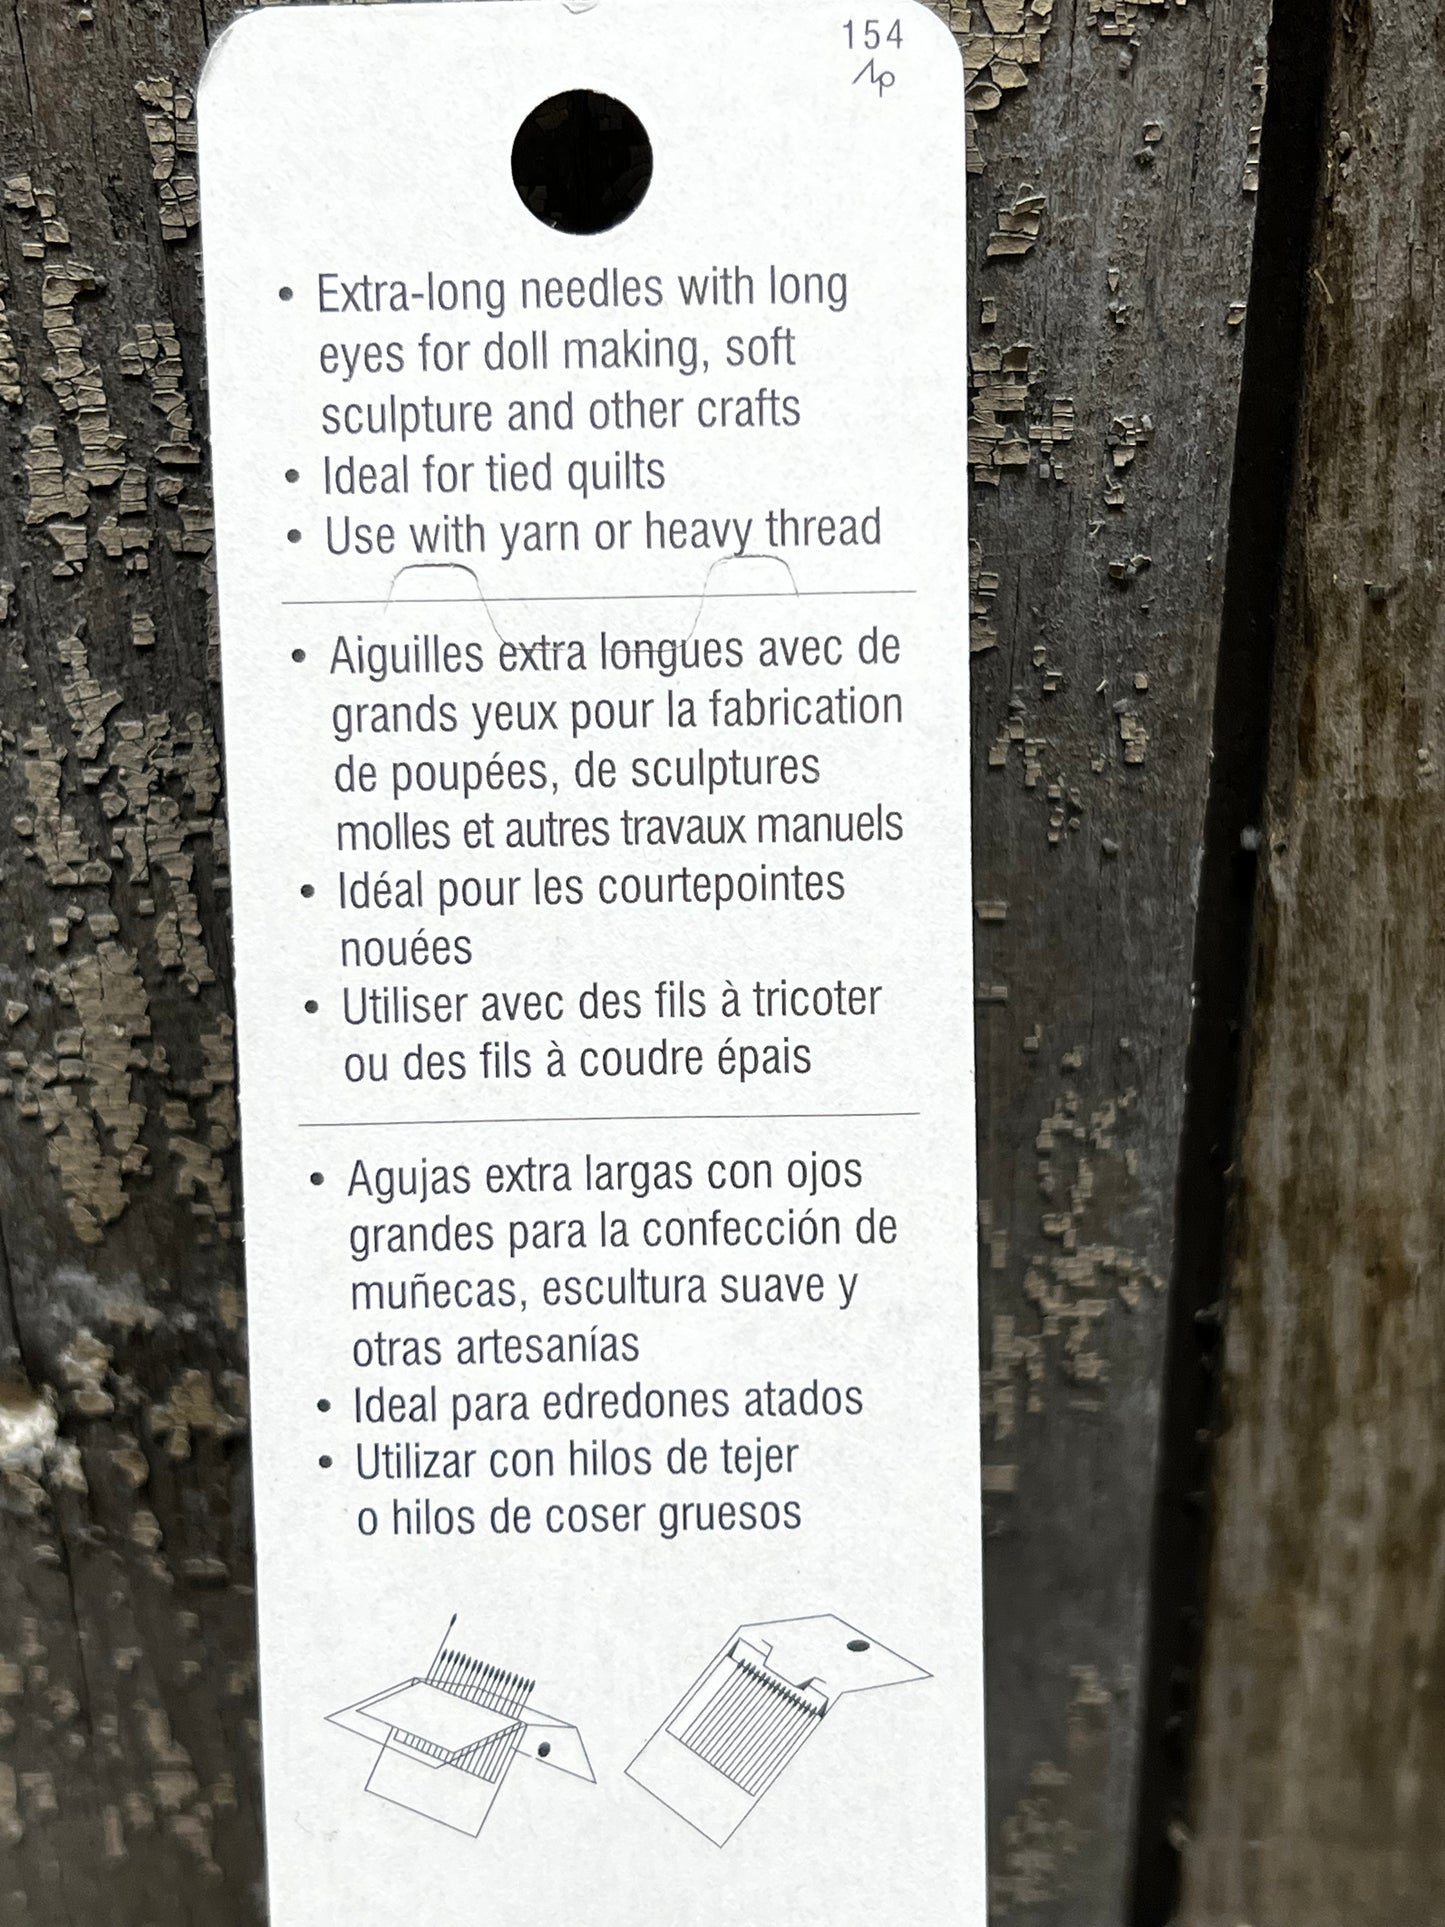 154
• Extra-long needles with long
eyes for doll making, soft
sculpture and other crafts
• Ideal for tied quilts
• Use with yarn or heavy thread
• Aiguilles extra longues avec de
grands yeux pour la fabrication
de poupées, de sculptures
molles et autres travaux manuels
• Idéal pour les courtepointes
nouées
• Utiliser avec des fils à tricoter
ou des fils à coudre épais
• Agujas extra largas con ojos
grandes para la confección de
muñecas, escultura suave y
otras artesanías
• Ideal para edredones atados
• Utilizar con hilos de tejer
o hilos de coser gruesos